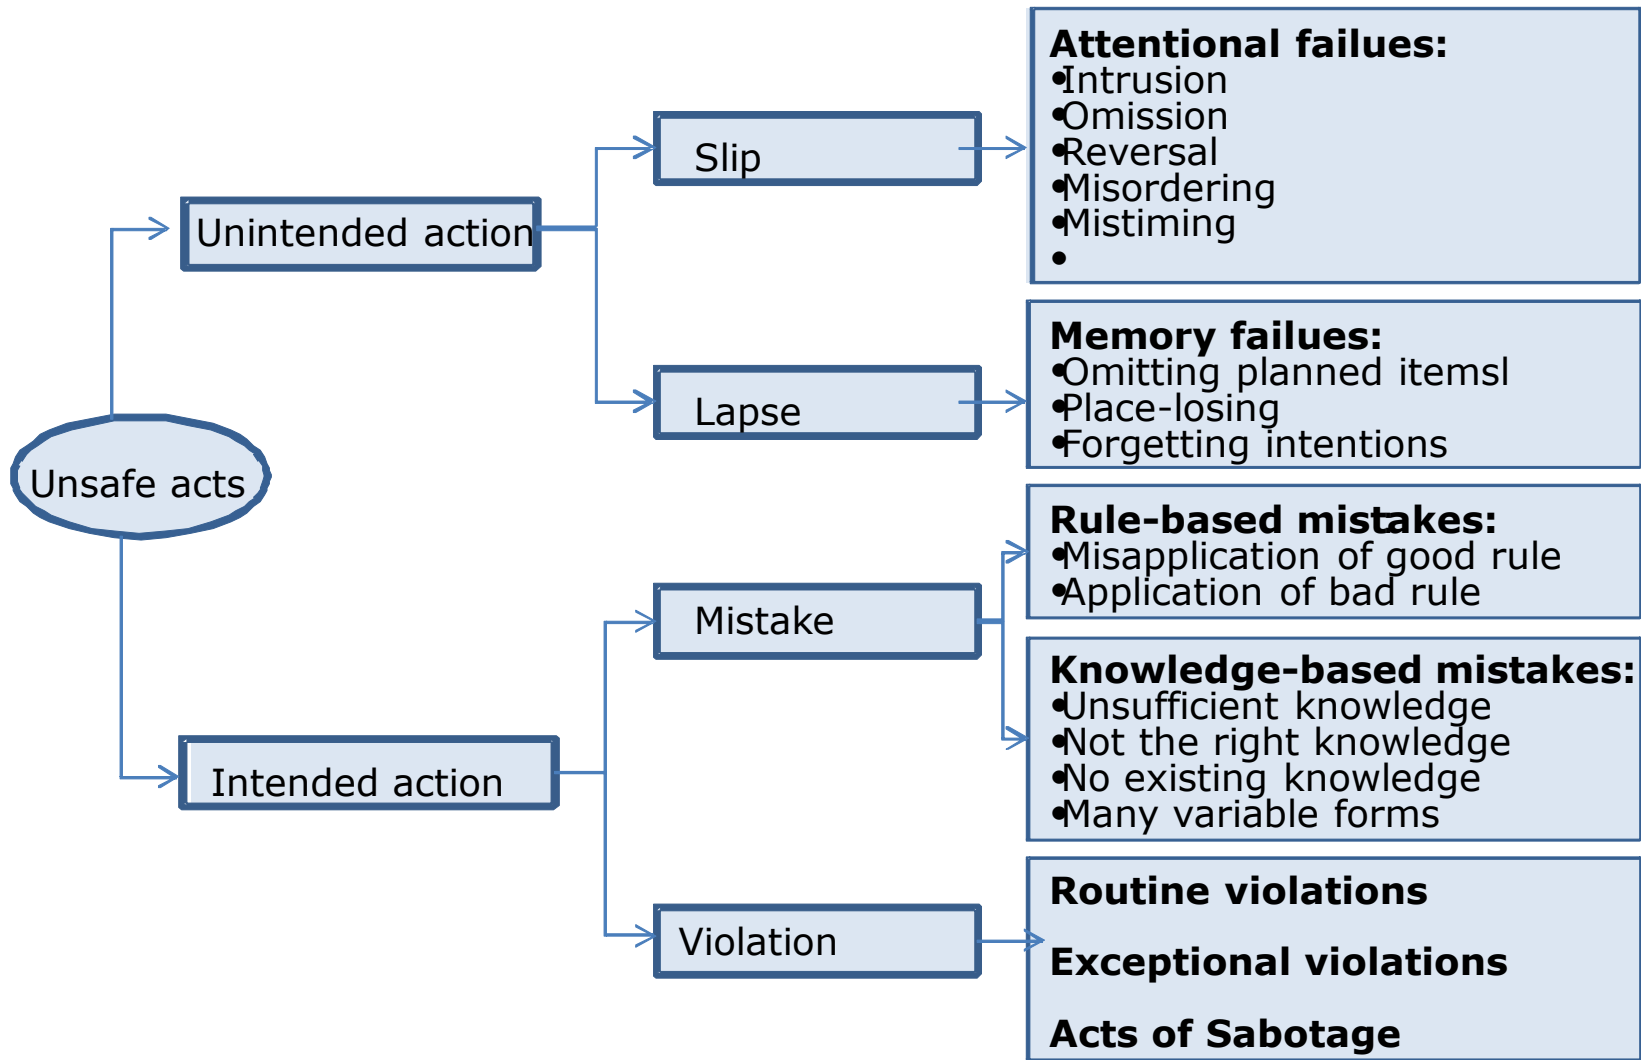 Unsafe acts
Unintended action
Slip
Attentional failues:
•Intrusion
•Omission
•Reversal
•Misordering
•Mistiming
•
Lapse
Memory failues:
•Omitting planned itemsl
•Place-losing
•Forgetting intentions
Intended action
Mistake
Rule-based mistakes:
•Misapplication of good rule
•Application of bad rule
Knowledge-based mistakes:
•Unsufficient knowledge
•Not the right knowledge
•No existing knowledge
•Many variable forms
Violation
Routine violations
Exceptional violations
Acts of Sabotage